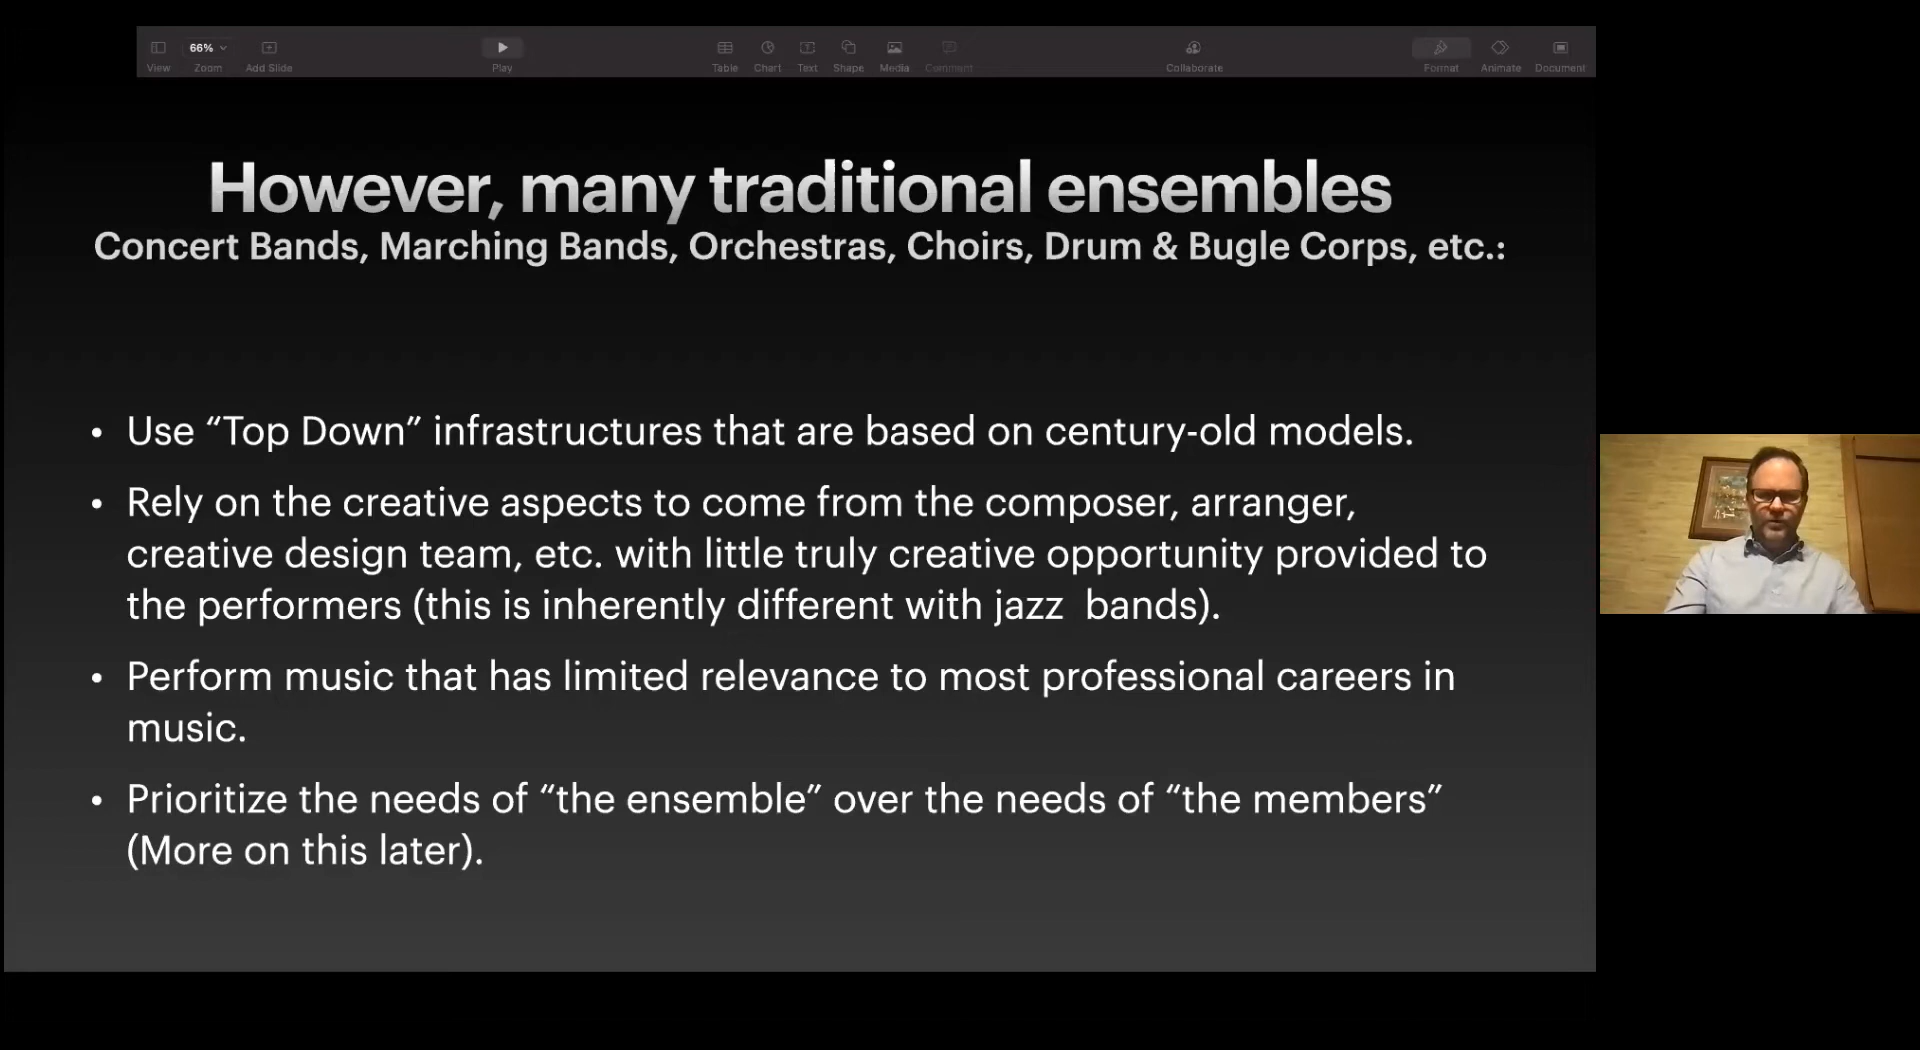 66%
View Zoom Add Slide Play Table Chart Text Shape Media Comment Collaborate Format Animate Document
However, many traditional ensembles
Concert Bands, Marching Bands, Orchestras, Choirs, Drum & Bugle Corps, etc.:
• Use “Top Down” infrastructures that are based on century-old models.
• Rely on the creative aspects to come from the composer, arranger,
creative design team, etc. with little truly creative opportunity provided to
the performers (this is inherently different with jazz  bands).
• Perform music that has limited relevance to most professional careers in
music.
• Prioritize the needs of “the ensemble” over the needs of “the members”
(More on this later).